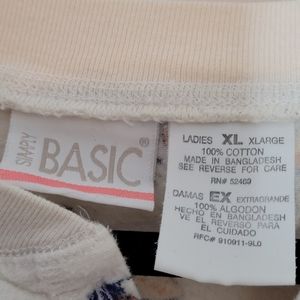 SIMPLY
BASIC®
LADIES XL XLARGE
100% COTTON
MADE IN BANGLADESH
SEE REVERSE FOR CARE
RN# 52469
DAMAS EX EXTRAGRANDE
100% ALGODON
HECHO EN BANGLADESH
VE EL REVERSO PARA
EL CUIDADO
RFC# 910911-9L0